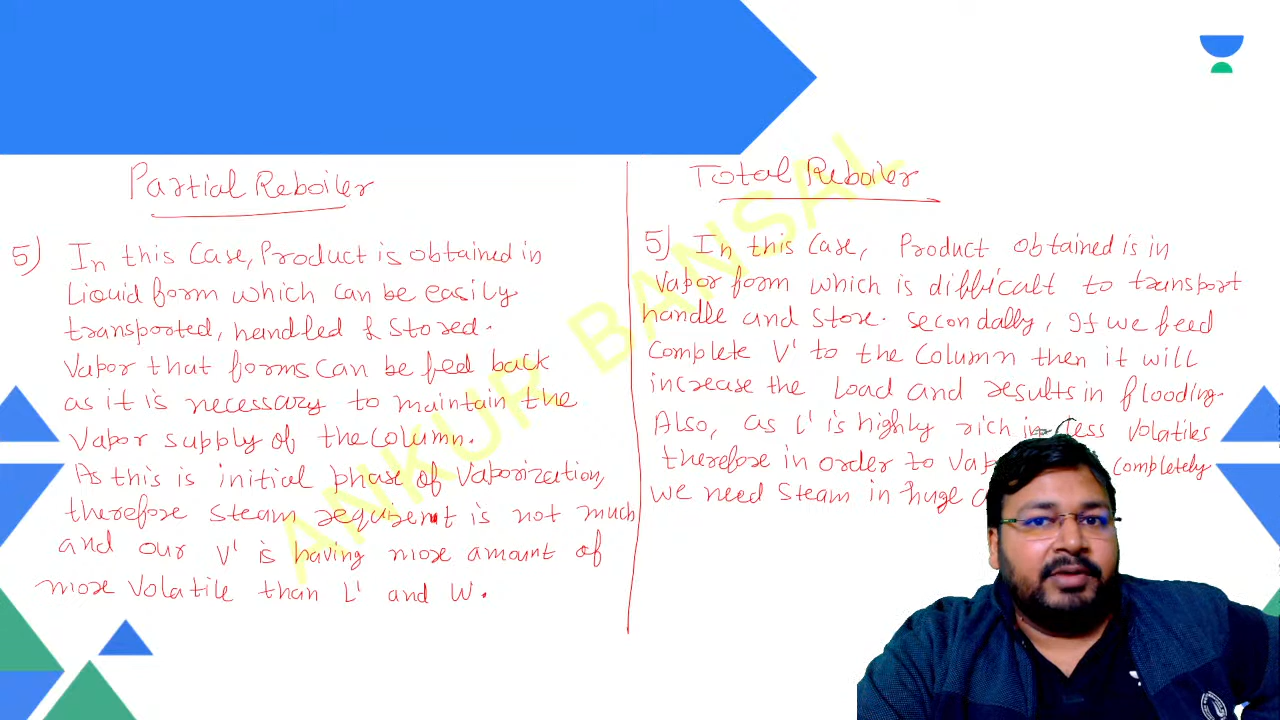 Partial Reboiler
5) In this Case, Product is obtained in
Liquid form which can be easily
transported, handled & Stored.
Vapor that forms can be fed back
as it is necessary to maintain the
Vapor supply of the column.
As this is initial phase of Vaporization,
therefore steam requirement is not much
and our V' is having more amount of
more Volatile than L' and W.
Total Reboiler
5) In this Case, Product obtained is in
Vapor form which is difficult to transport
handle and store. Secondally, If we feed
Complete V' to the Column then it will
increase the Load and results in flooding.
Also, as L' is highly rich in less volatiles
therefore in order to completely
we need Steam in huge
ANKUR BANSAL